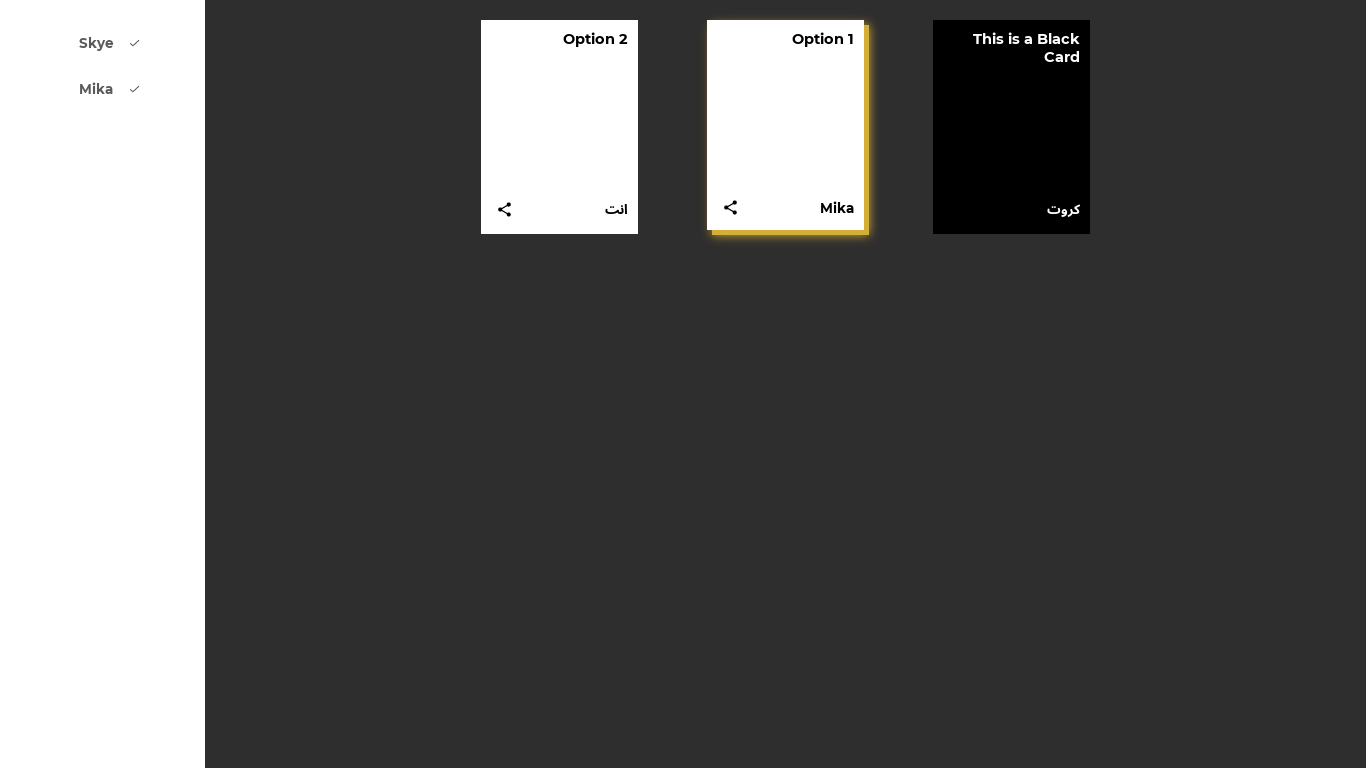 Skye
Mika
Option 2
انت
Option 1
Mika
This is a Black
Card
كروت